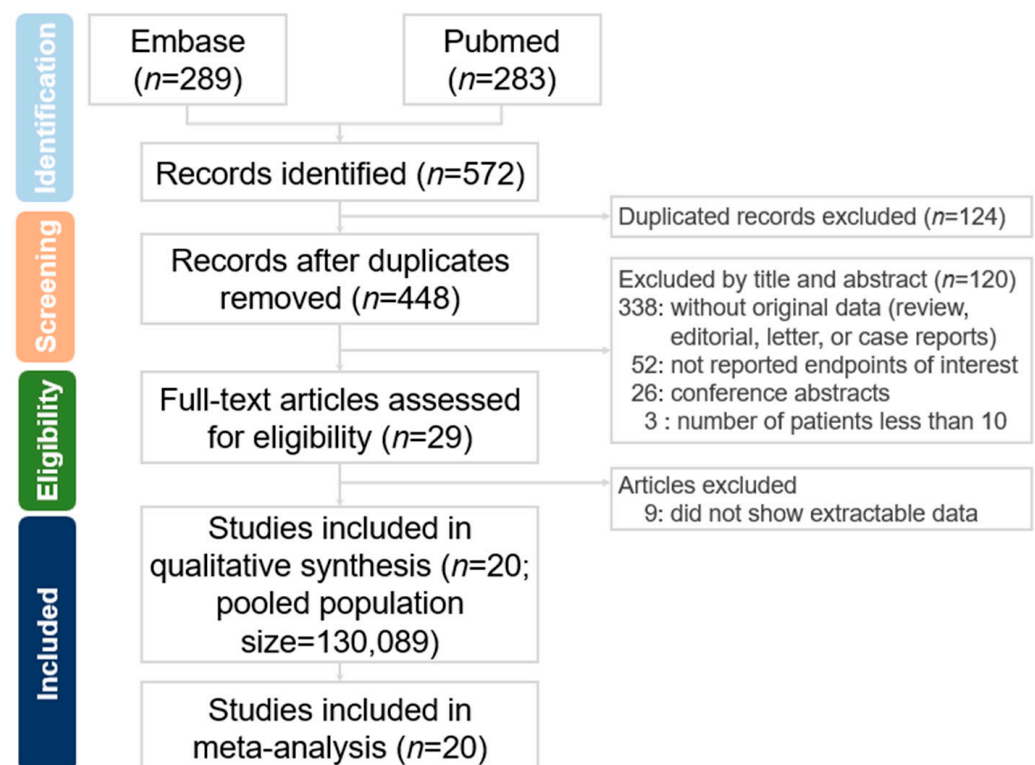 Identification
Embase
(n=289)
Pubmed
(n=283)
Records identified (n=572)
Screening
Duplicated records excluded (n=124)
Records after duplicates
removed (n=448)
Excluded by title and abstract (n=120)
338: without original data (review,
editorial, letter, or case reports)
52: not reported endpoints of interest
26: conference abstracts
3 : number of patients less than 10
Eligibility
Full-text articles assessed
for eligibility (n=29)
Articles excluded
9: did not show extractable data
Included
Studies included in
qualitative synthesis (n=20;
pooled population
size=130,089)
Studies included in
meta-analysis (n=20)